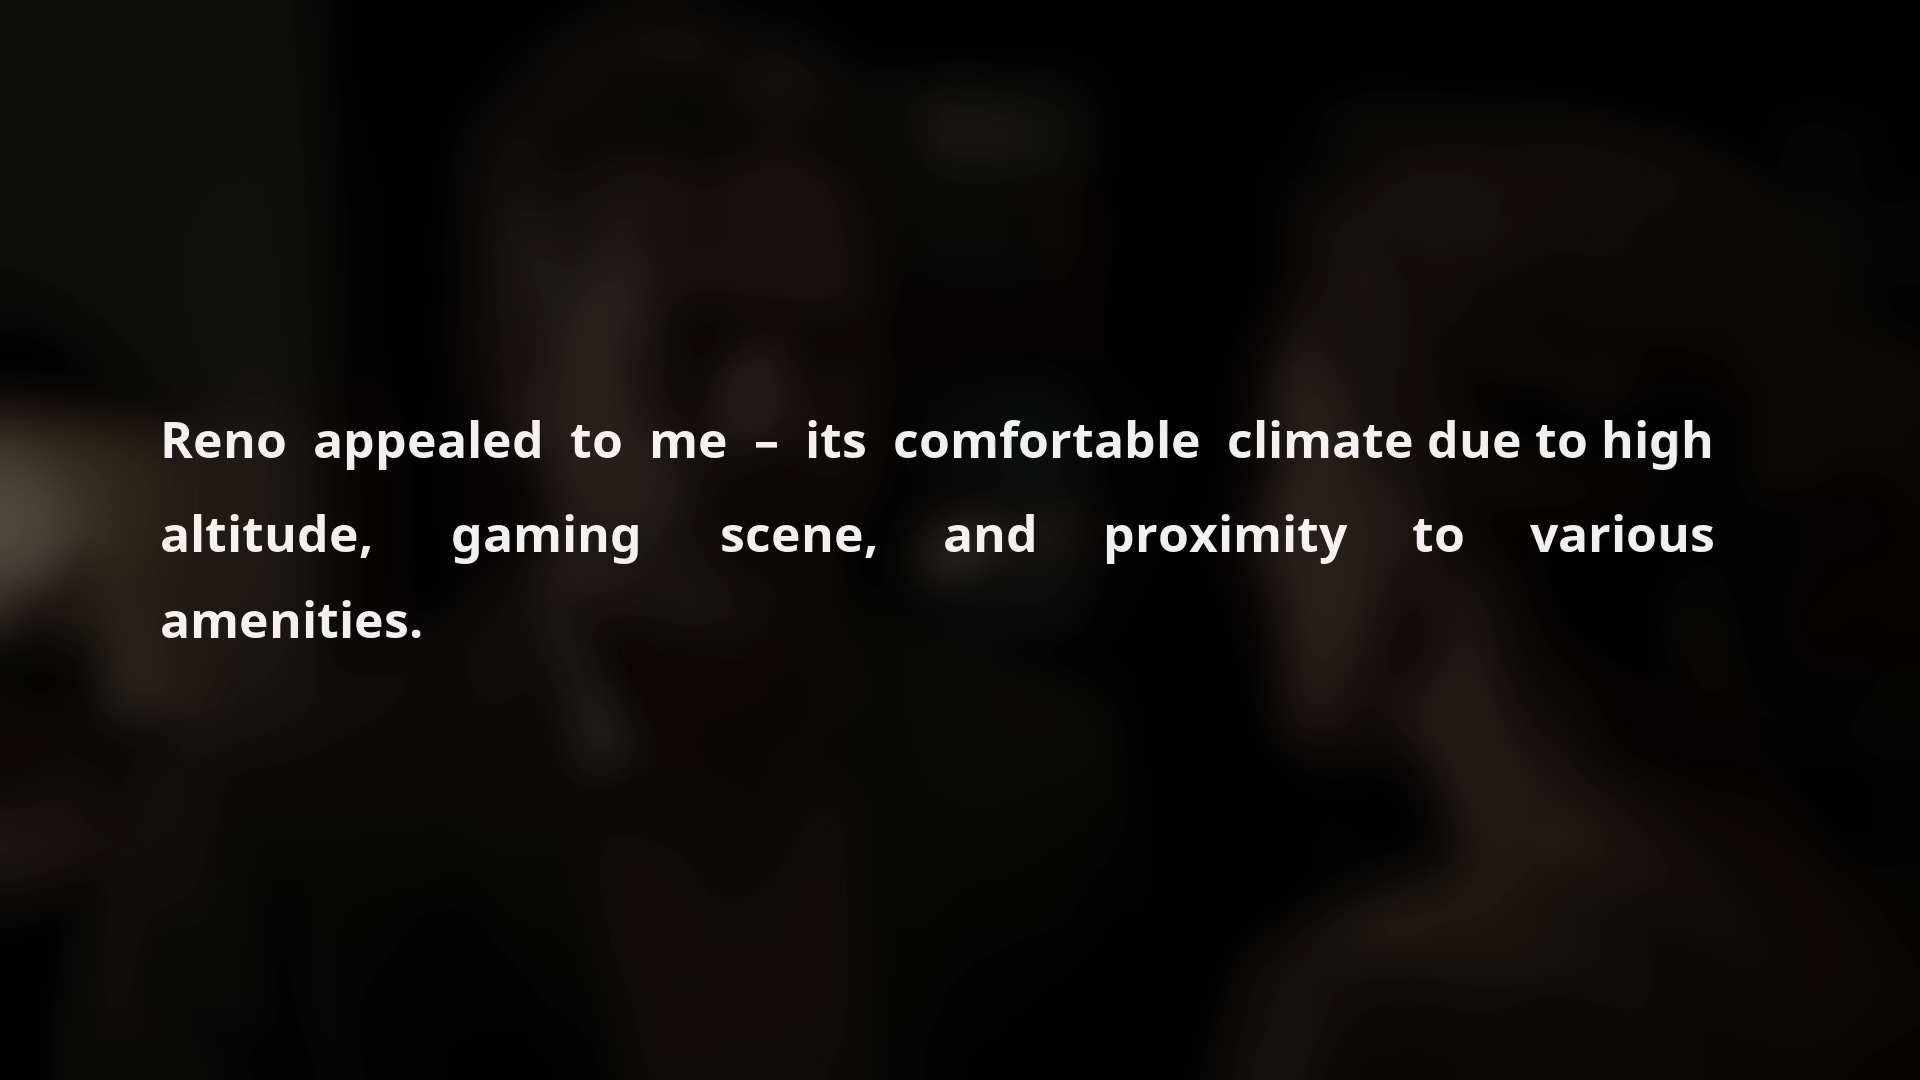 Reno appealed to me – its comfortable climate due to high
altitude, gaming scene, and proximity to various
amenities.